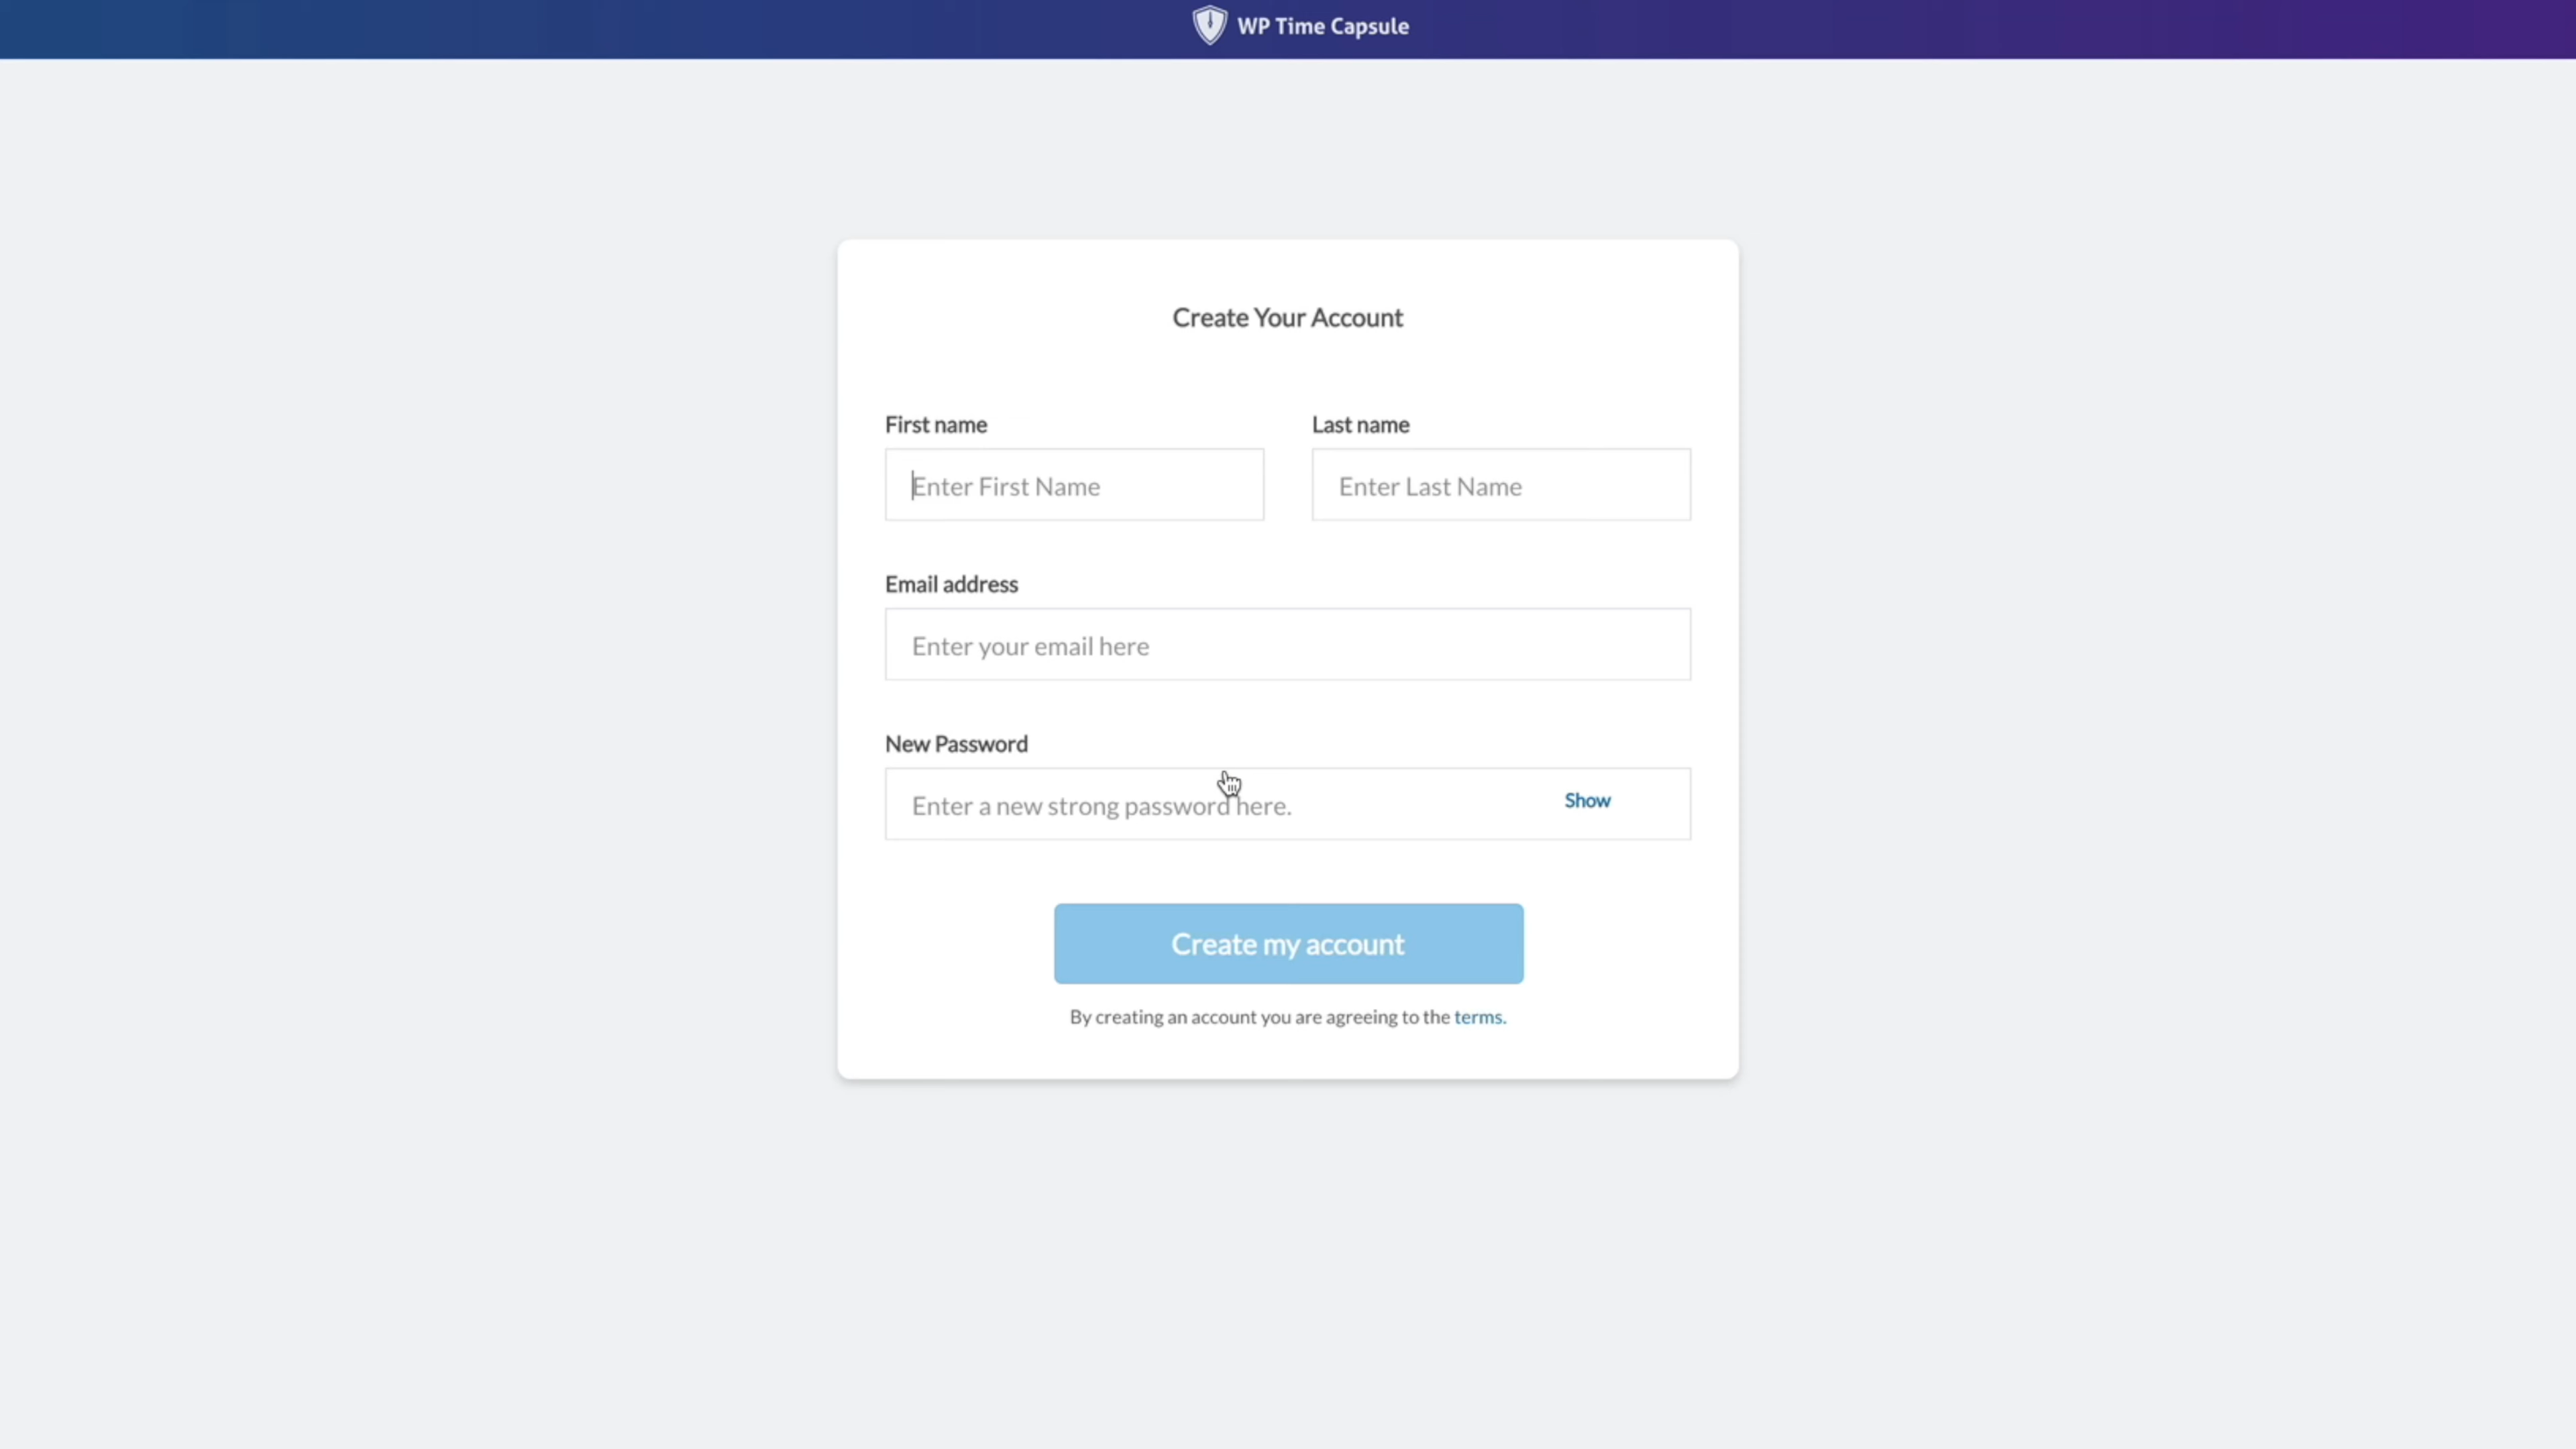 WP Time Capsule
Create Your Account
First name
Last name
Enter First Name
Enter Last Name
Email address
Enter your email here
New Password
Enter a new strong password here.
Show
Create my account
By creating an account you are agreeing to the terms.